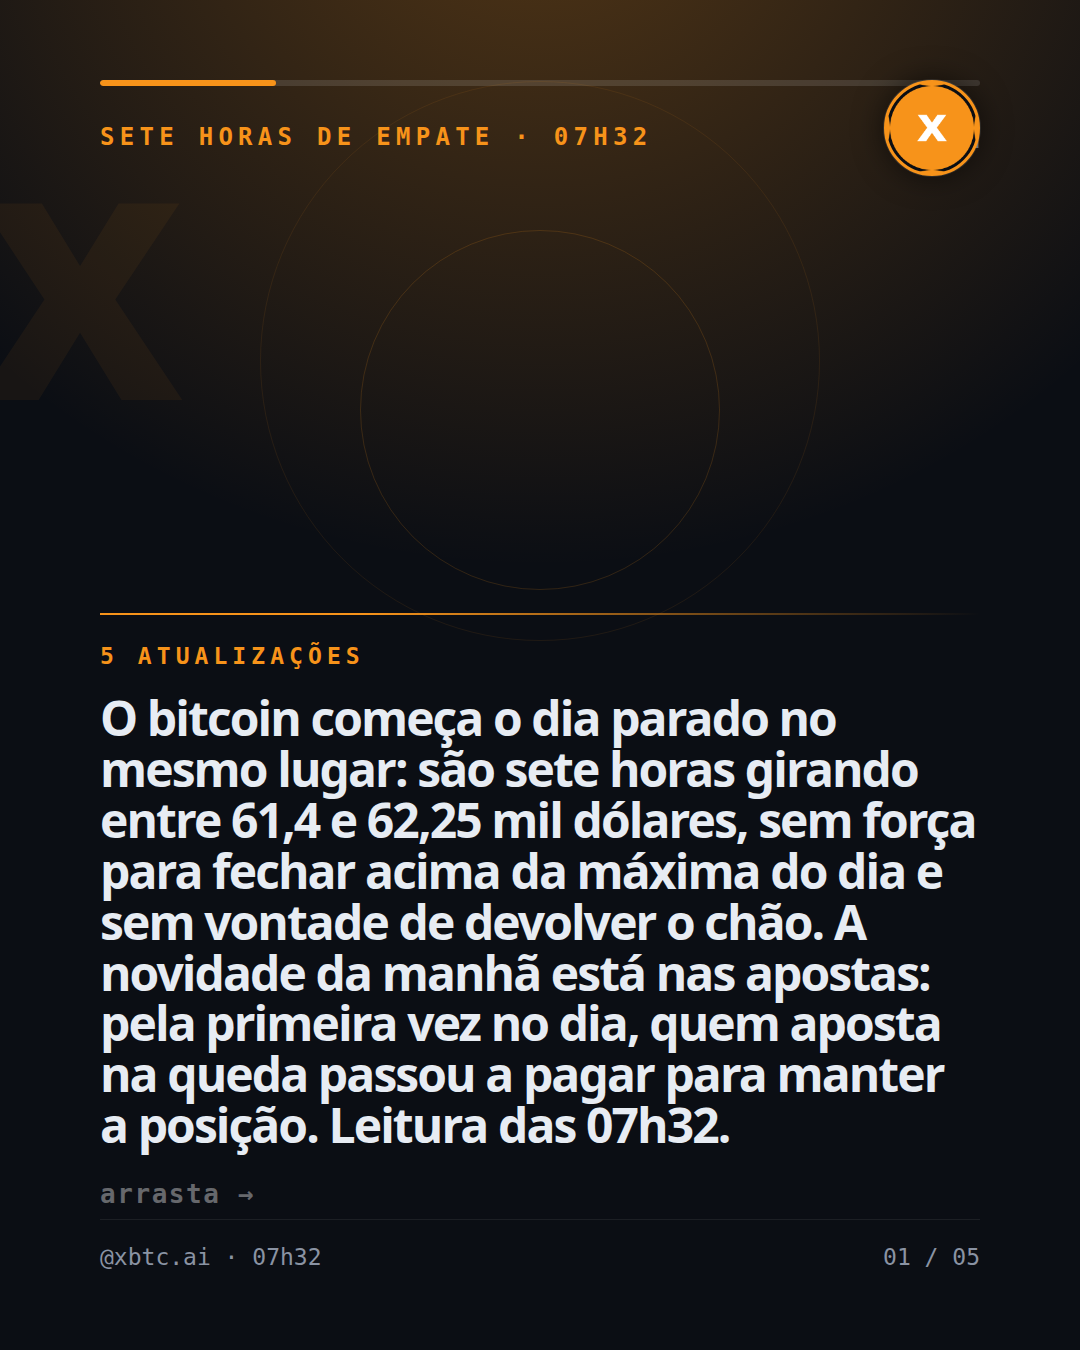 SETE HORAS DE EMPATE · 07H32
X
X
5 ATUALIZAÇÕES
O bitcoin começa o dia parado no
mesmo lugar: são sete horas girando
entre 61,4 e 62,25 mil dólares, sem força
para fechar acima da máxima do dia e
sem vontade de devolver o chão. A
novidade da manhã está nas apostas:
pela primeira vez no dia, quem aposta
na queda passou a pagar para manter
a posição. Leitura das 07h32.
arrasta →
@xbtc.ai · 07h32
01 / 05